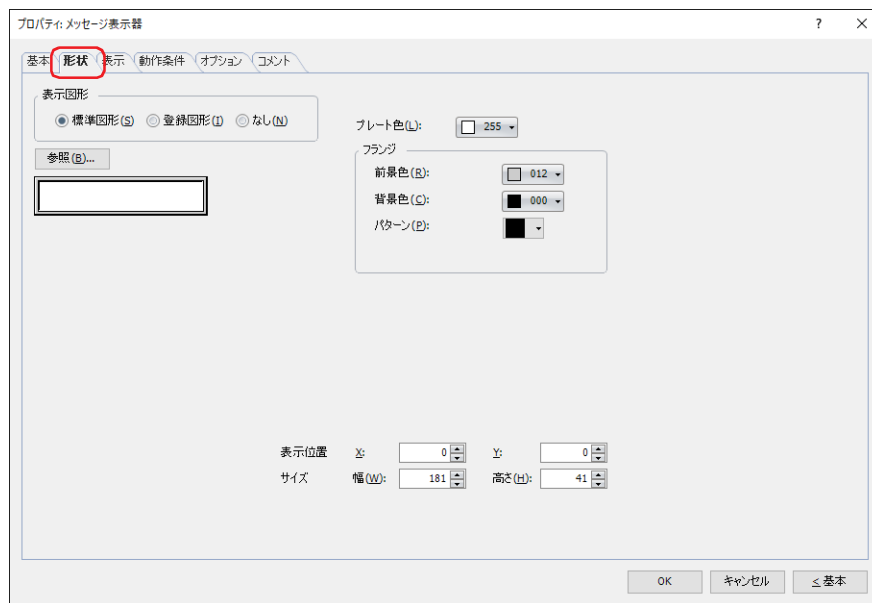 プロパティ: メッセージ表示器 ?
基本 形状 表示 動作条件 オプション コメント
表示図形
標準図形(S) 登録図形(I) なし(N)
プレート色(L): 255
参照(B)...
フランジ
前景色(R): 012
背景色(C): 000
パターン(P):
表示位置 X: 0 Y: 0
サイズ 幅(W): 181 高さ(H): 41
OK キャンセル < 基本